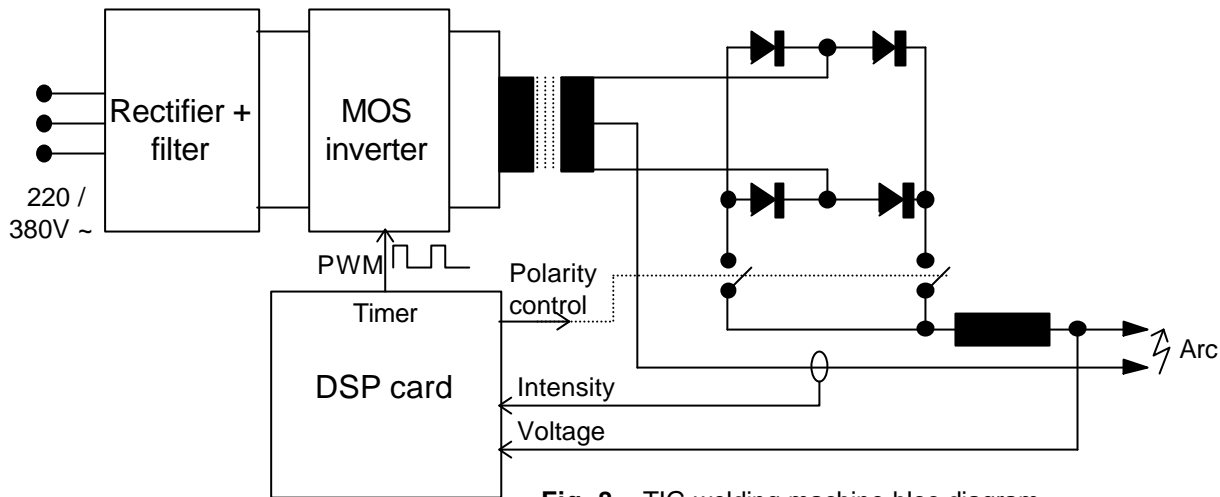 Rectifier +
filter
MOS
inverter
220 /
380V ~
PWM
Polarity
control
Timer
DSP card
Intensity
Voltage
Arc
Fig. 8 - TIG welding machine bloc diagram